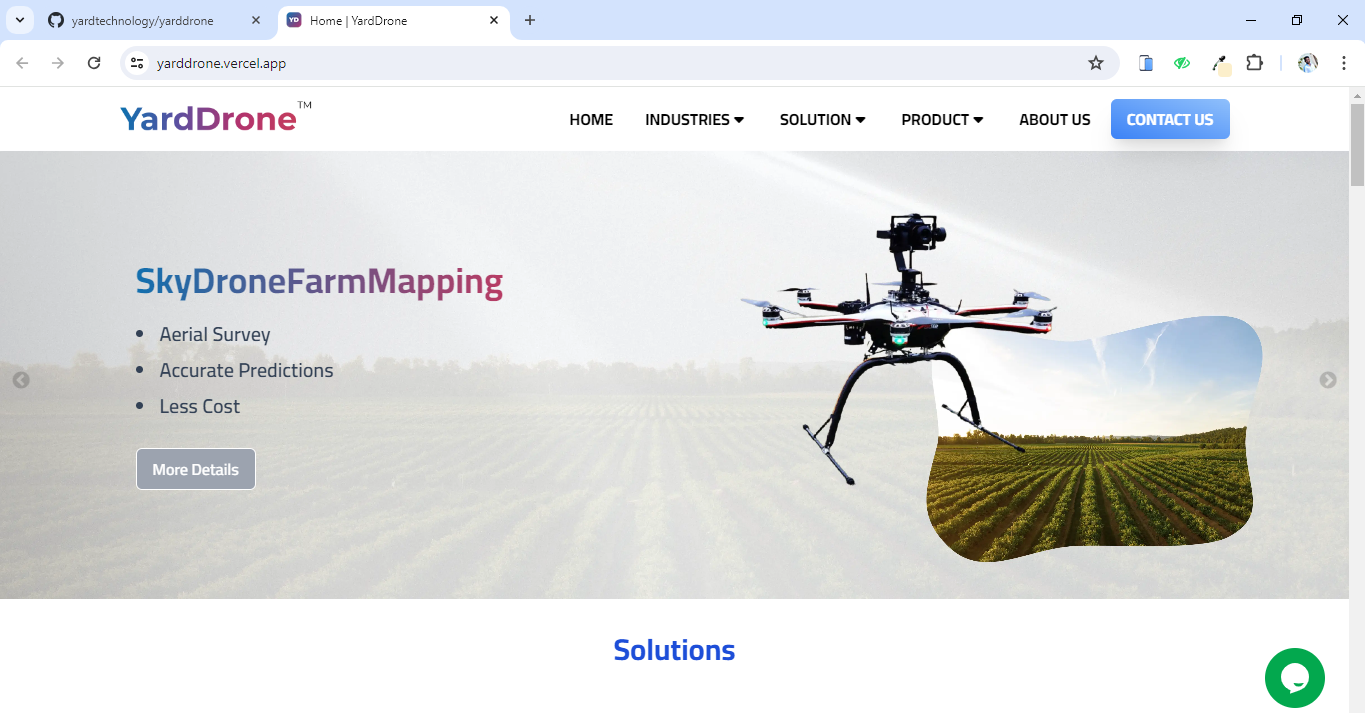 yardtechnology/yarddrone
YD Home | YardDrone
yarddrone.vercel.app
YardDrone™
HOME INDUSTRIES SOLUTION PRODUCT ABOUT US CONTACT US
SkyDroneFarmMapping
• Aerial Survey
• Accurate Predictions
• Less Cost
More Details
Solutions